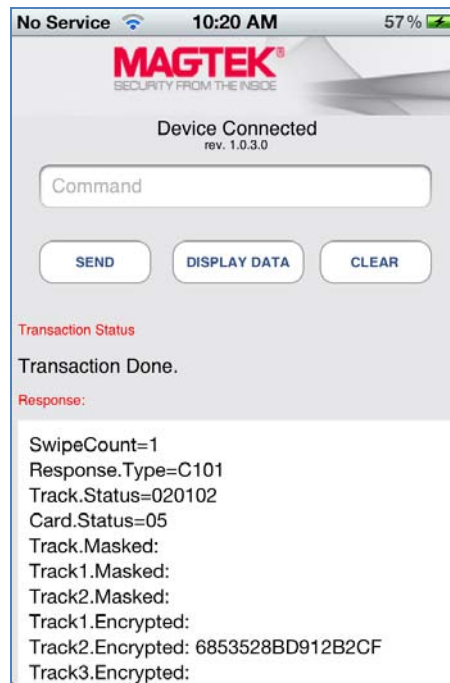 No Service 10:20 AM 57%
MAGTEK®
SECURITY FROM THE INSIDE
Device Connected
rev. 1.0.3.0
Command
SEND DISPLAY DATA CLEAR
Transaction Status
Transaction Done.
Response:
SwipeCount=1
Response.Type=C101
Track.Status=020102
Card.Status=05
Track.Masked:
Track1.Masked:
Track2.Masked:
Track1.Encrypted:
Track2.Encrypted: 6853528BD912B2CF
Track3.Encrypted: